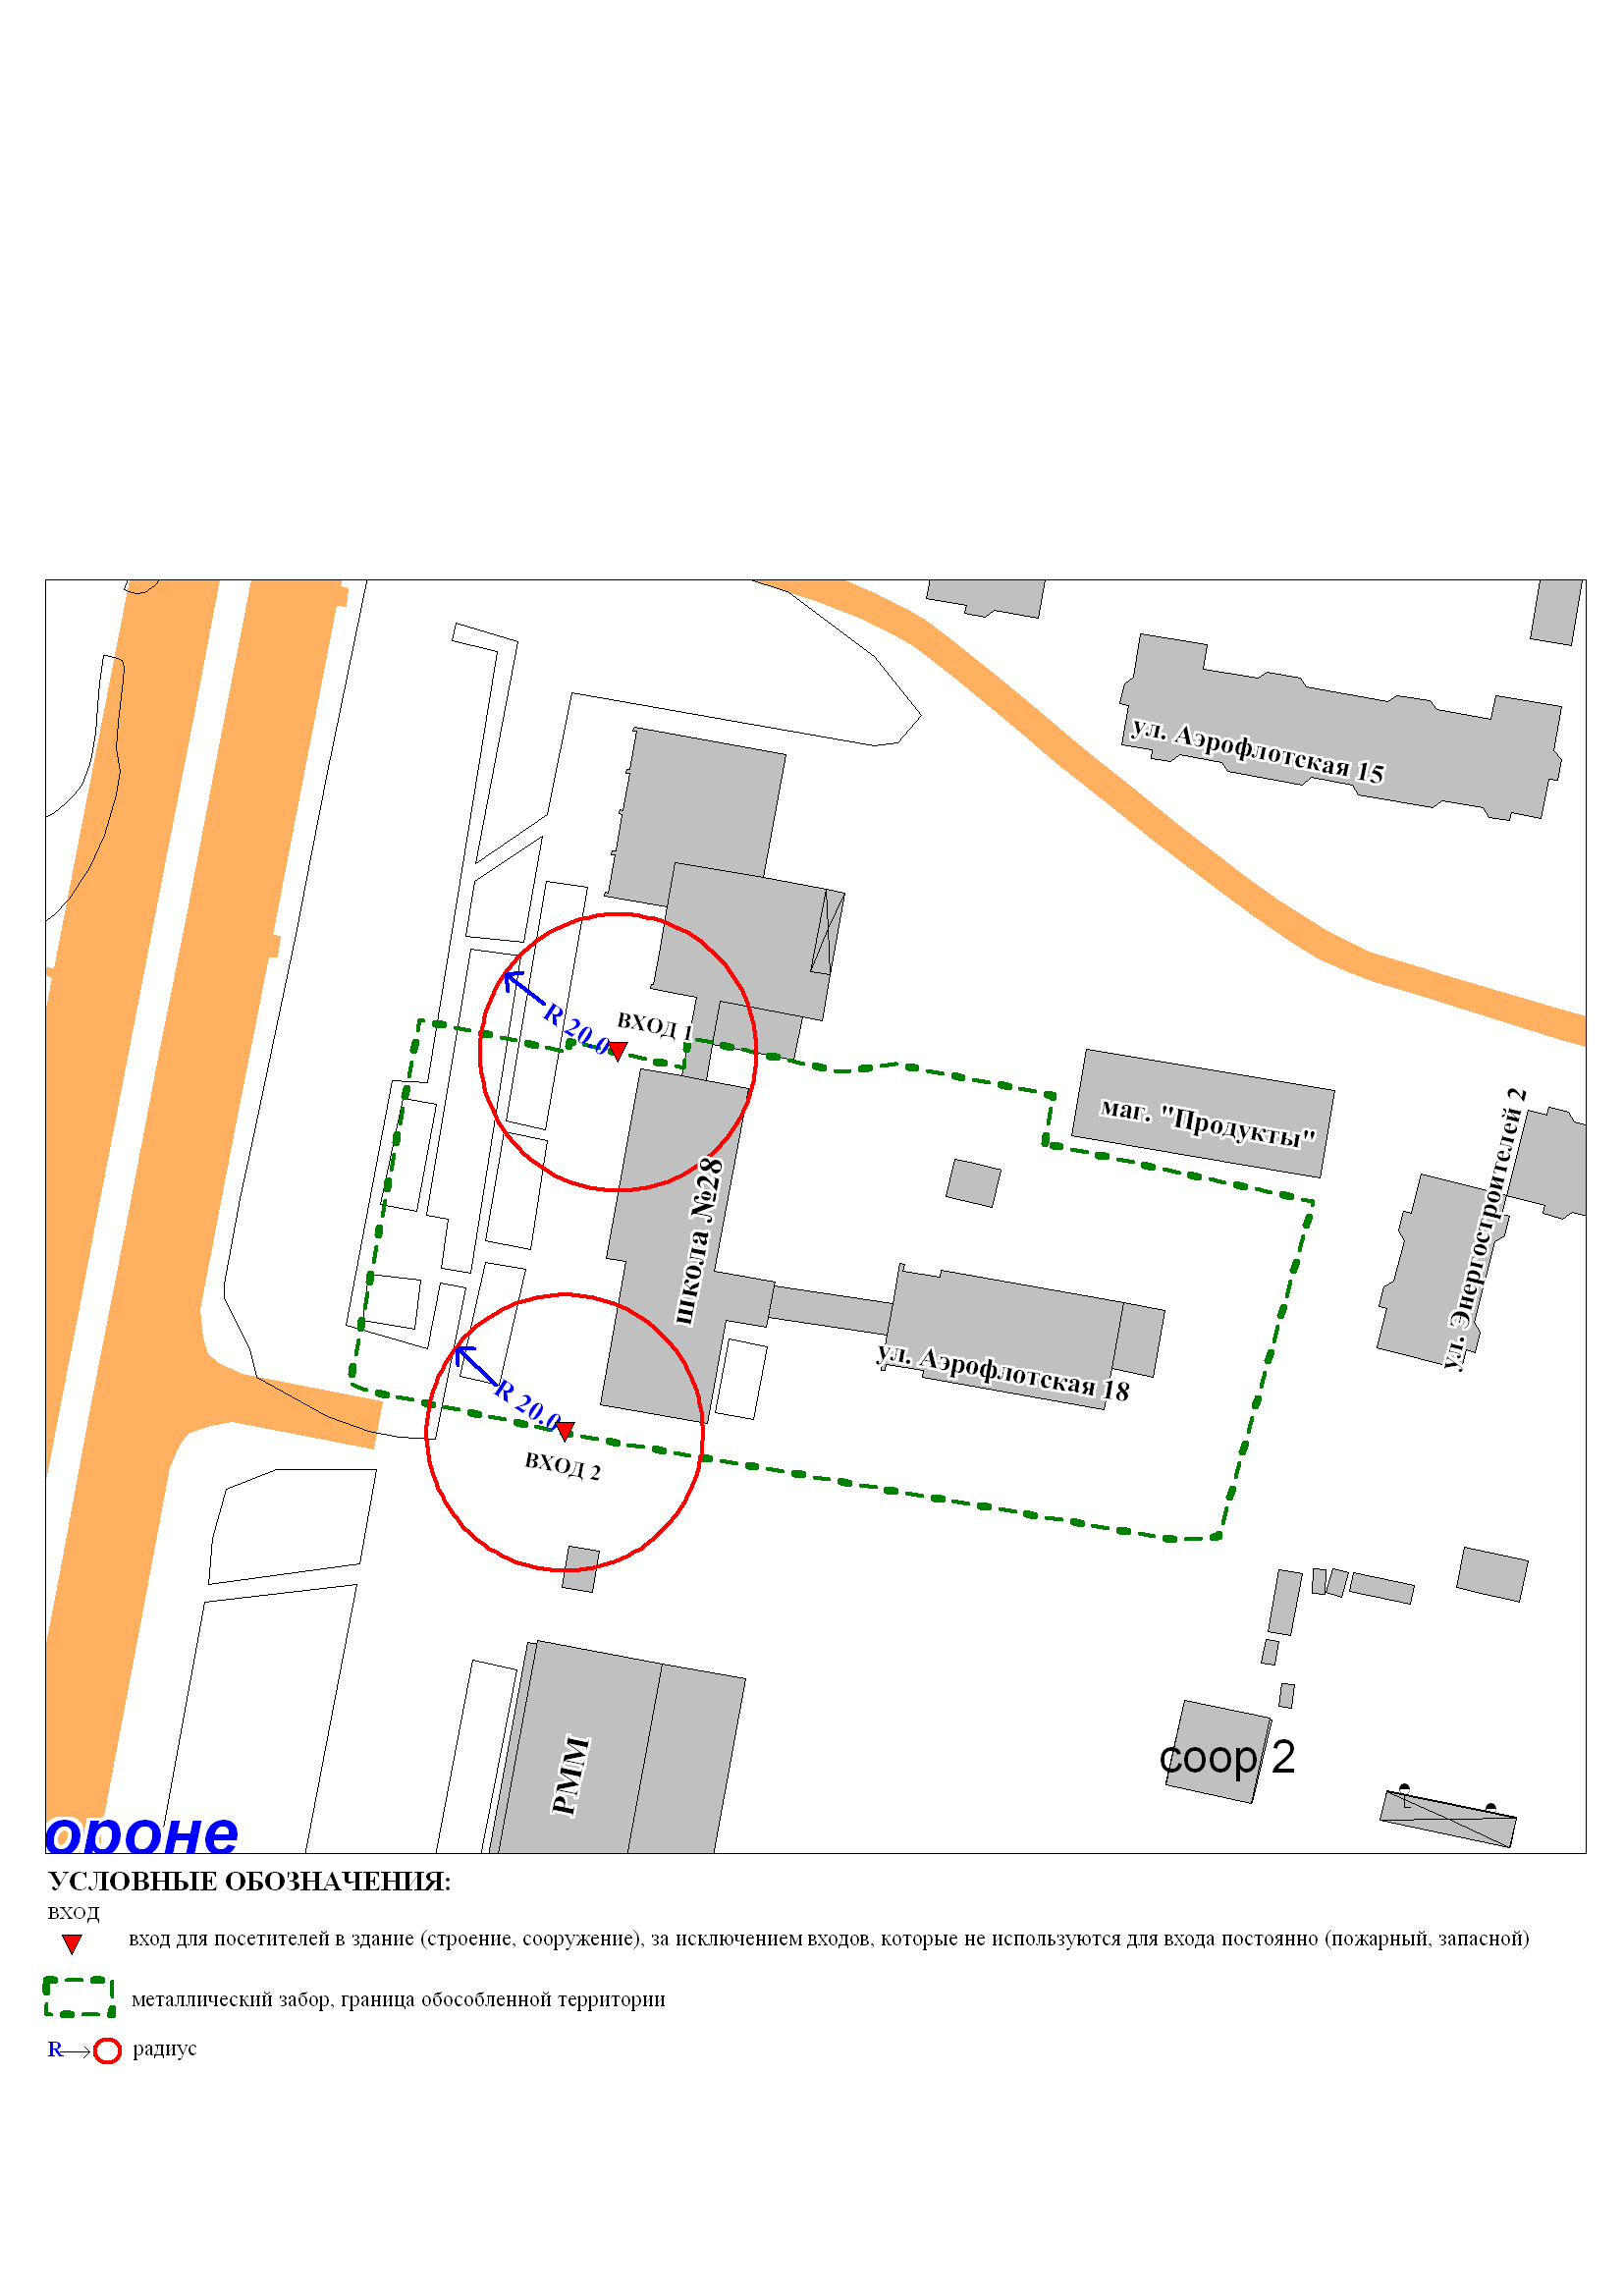 ул. Аэрофлотская 15
R 20.0
ВХОД 1
маг. "Продукты"
ул. Энергостроителей 2
школа №28
ул. Аэрофлотская 18
R 20.0
ВХОД 2
РММ
coop 2
ороне
УСЛОВНЫЕ ОБОЗНАЧЕНИЯ:
ВХОД
вход для посетителей в здание (строение, сооружение), за исключением входов, которые не используются для входа постоянно (пожарный, запасной)
металлический забор, граница обособленной территории
R
радиус